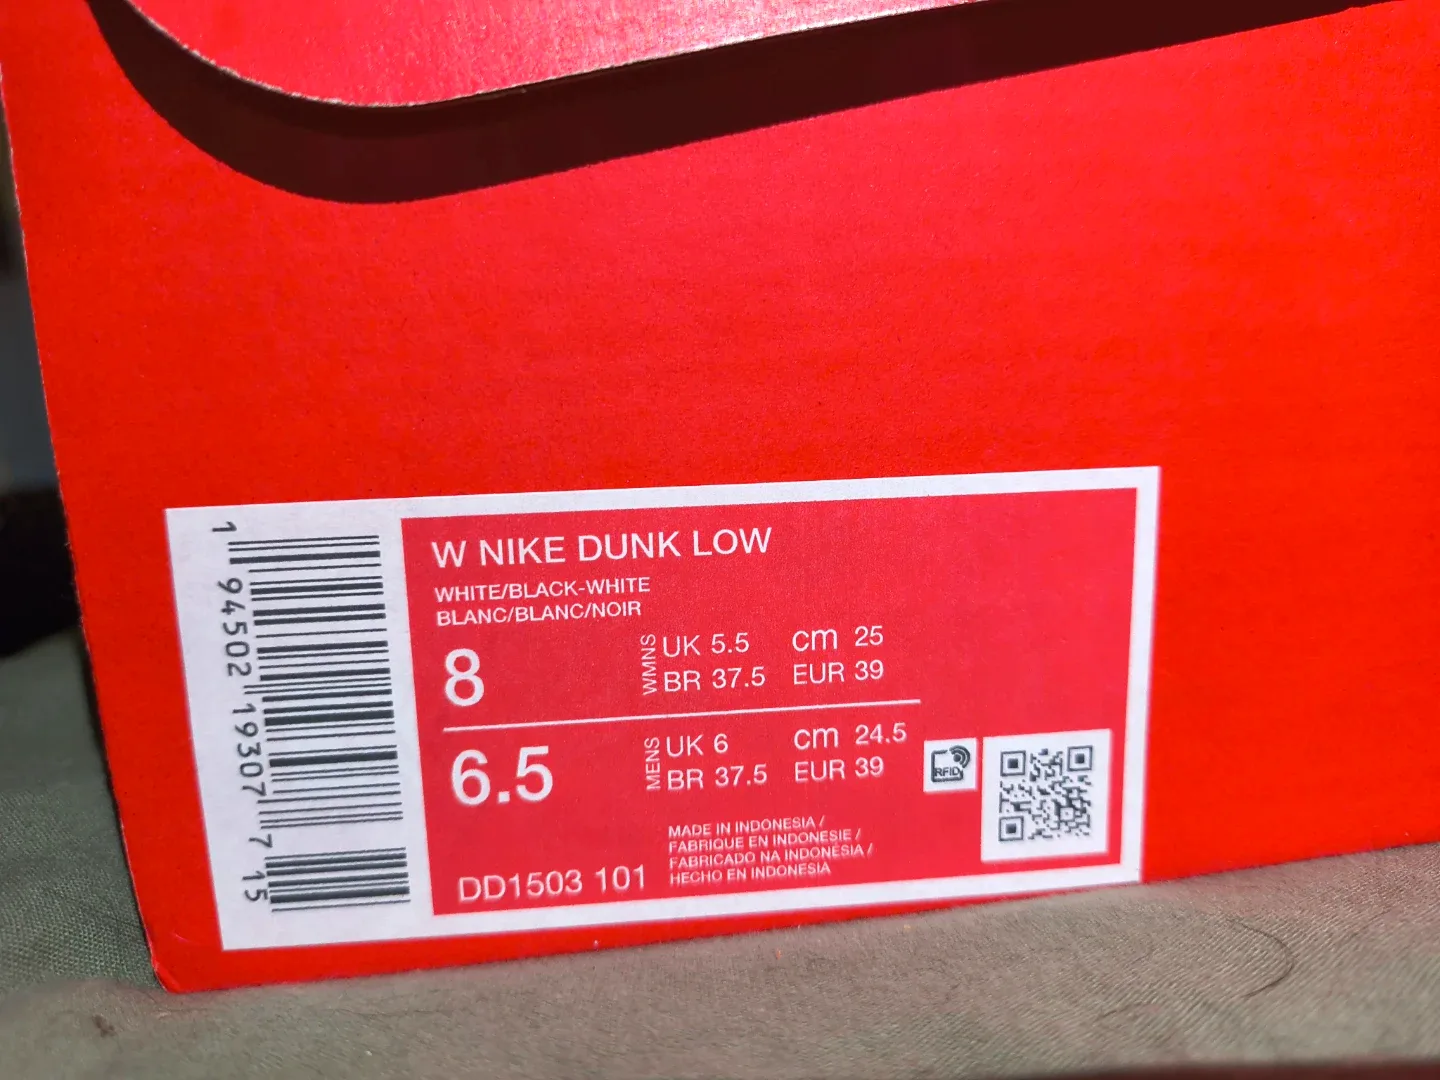 W NIKE DUNK LOW
WHITE/BLACK-WHITE
BLANC/BLANC/NOIR
8 WMNS UK 5.5 cm 25
BR 37.5 EUR 39
6.5 MENS UK 6 cm 24.5
BR 37.5 EUR 39
RFID
MADE IN INDONESIA /
FABRIQUE EN INDONESIE /
FABRICADO NA INDONESIA /
HECHO EN INDONESIA
DD1503 101
1 94502 19307 7 15